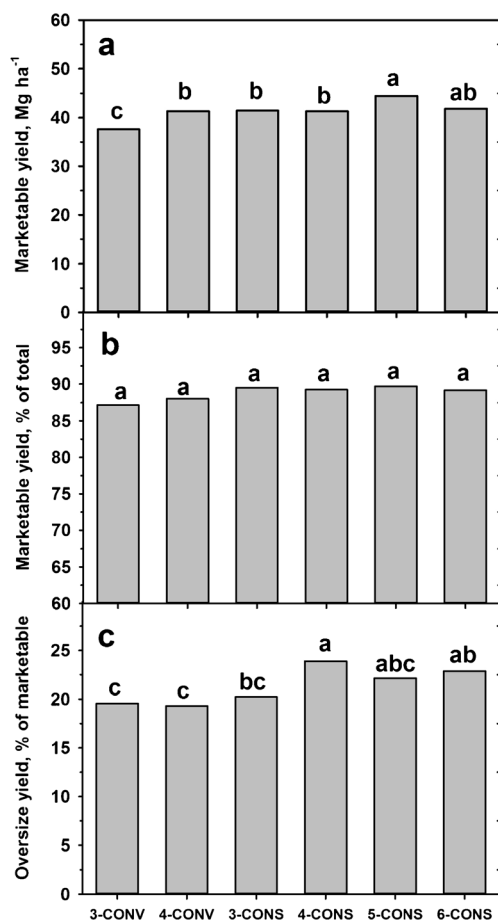 60
a
50
40
30
20
10
0
Marketable yield, Mg ha⁻¹
c
b
b
b
a
ab
b
95
90
85
80
75
70
65
60
Marketable yield, % of total
a
a
a
a
a
a
c
25
20
15
10
5
0
Oversize yield, % of marketable
c
c
bc
a
abc
ab
3-CONV 4-CONV 3-CONS 4-CONS 5-CONS 6-CONS